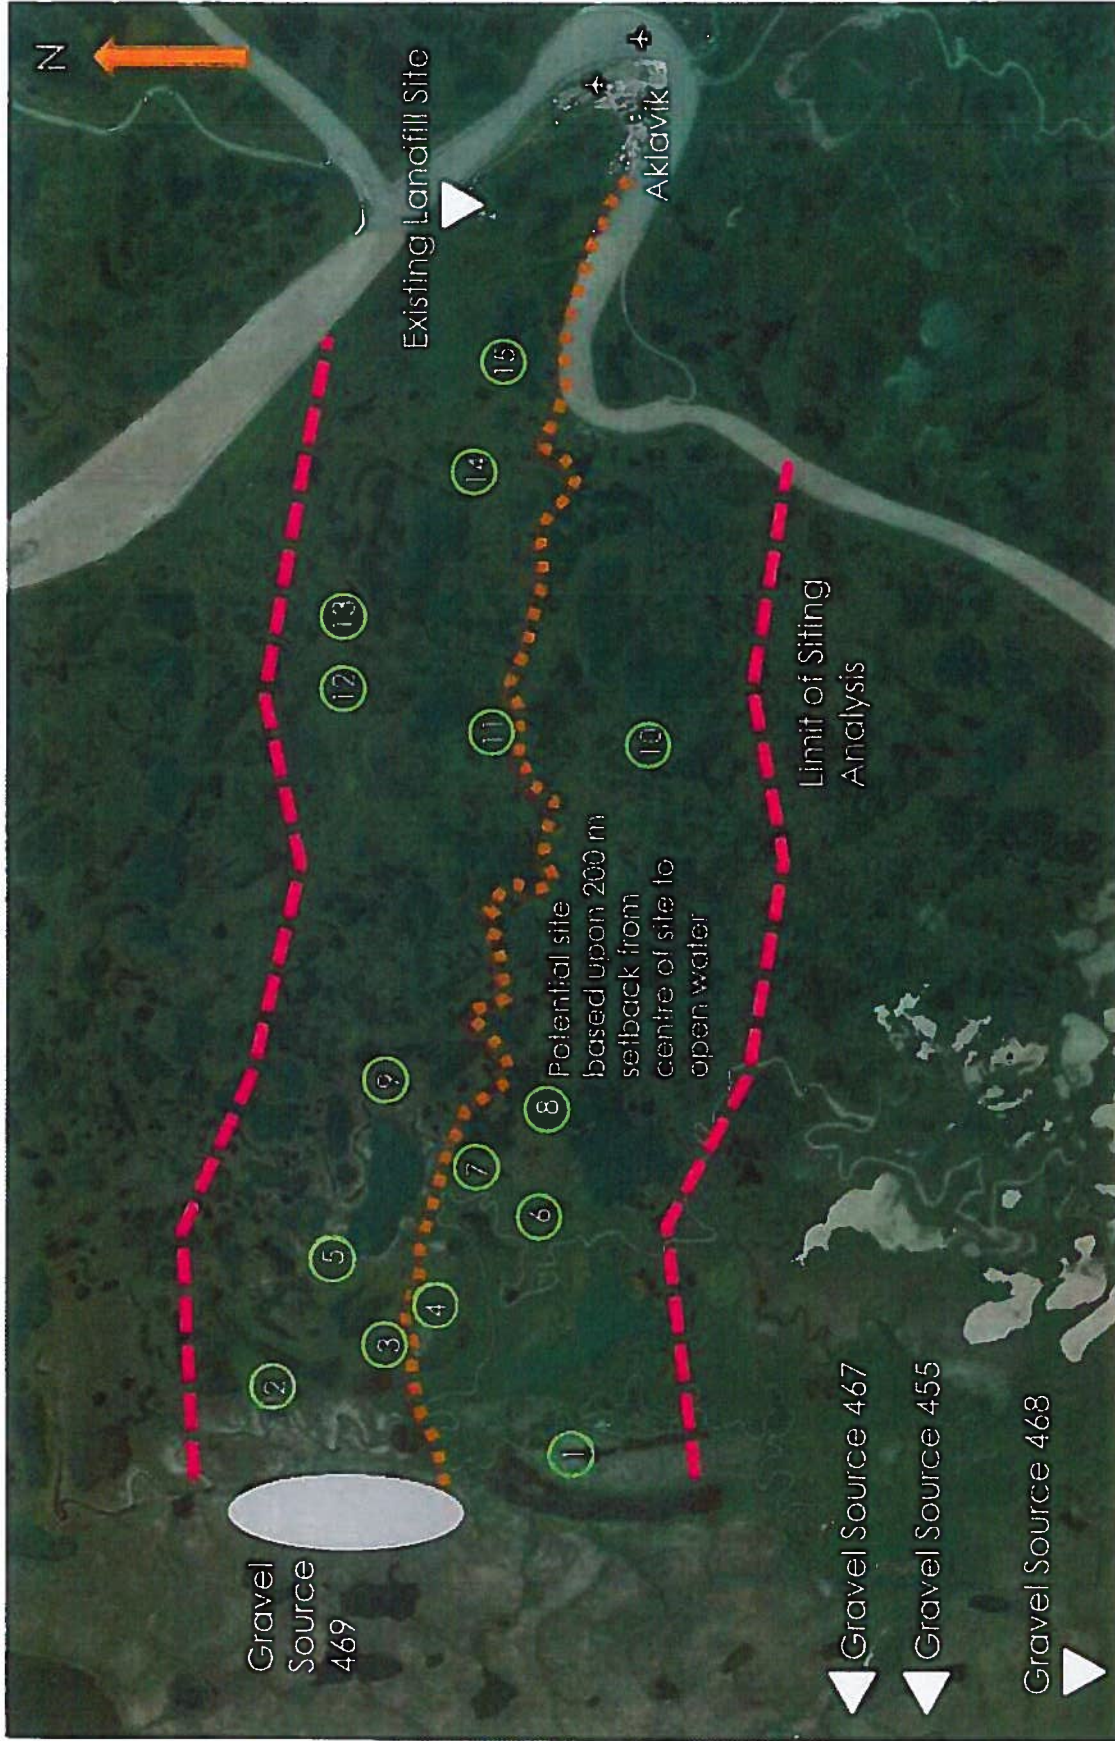 N
Existing Landfill Site
Aklavik
15
14
13
12
11
10
Limit of Siting
Analysis
Potential site
based upon 200 m
setback from
centre of site to
open water
9
8
7
6
5
4
3
2
1
Gravel
Source
469
Gravel Source 467
Gravel Source 455
Gravel Source 468